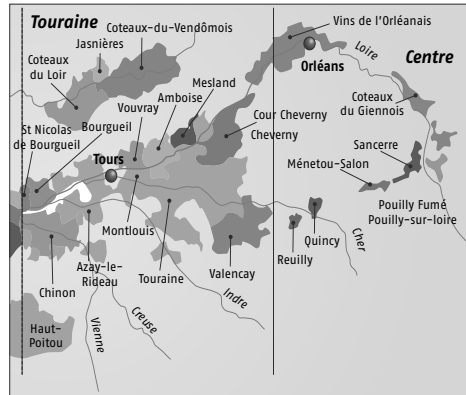 Touraine
Coteaux-du-Vendômois
Jasnières
Coteaux
du Loir
Vins de l'Orléanais
Orléans
Loire
Centre
Mesland
Amboise
Vouvray
Bourgueil
St Nicolas
de Bourgueil
Tours
Cour Cheverny
Cheverny
Coteaux
du Giennois
Sancerre
Ménetou-Salon
Pouilly Fumé
Pouilly-sur-loire
Montlouis
Azay-le-
Rideau
Touraine
Valencay
Reuilly
Quincy
Cher
Chinon
Indre
Creuse
Vienne
Haut-
Poitou